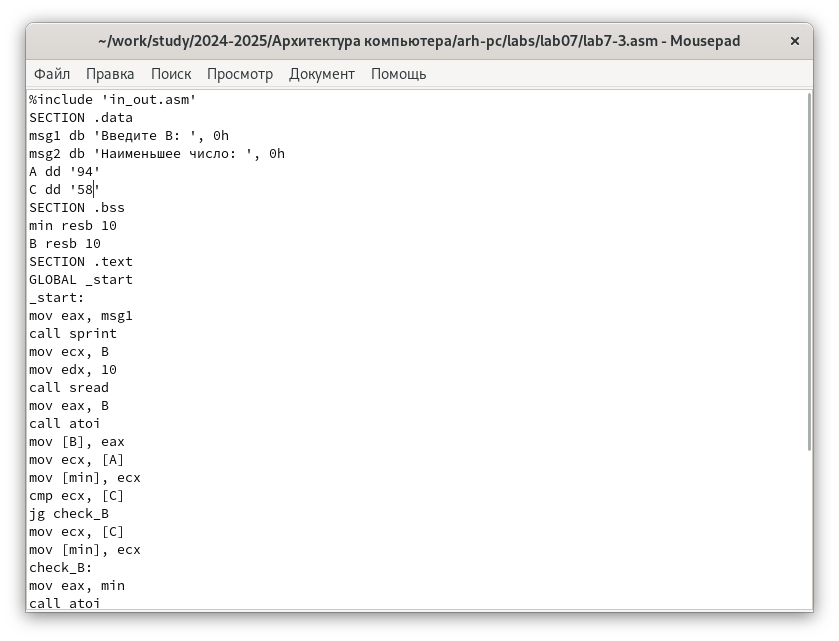 ~/work/study/2024-2025/Архитектура компьютера/arh-pc/labs/lab07/lab7-3.asm - Mousepad
Файл Правка Поиск Просмотр Документ Помощь
%include 'in_out.asm'
SECTION .data
msg1 db 'Введите B: ', 0h
msg2 db 'Наименьшее число: ', 0h
A dd '94'
C dd '58'
SECTION .bss
min resb 10
B resb 10
SECTION .text
GLOBAL _start
_start:
mov eax, msg1
call sprint
mov ecx, B
mov edx, 10
call sread
mov eax, B
call atoi
mov [B], eax
mov ecx, [A]
mov [min], ecx
cmp ecx, [C]
jg check_B
mov ecx, [C]
mov [min], ecx
check_B:
mov eax, min
call atoi